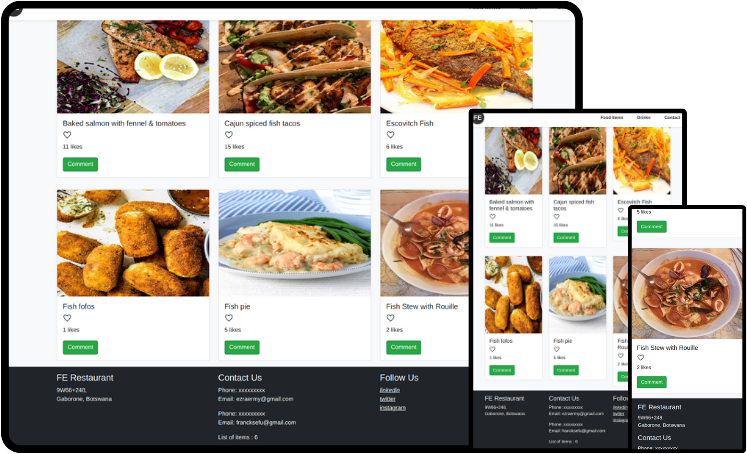 Baked salmon with fennel & tomatoes
11 likes
Comment
Cajun spiced fish tacos
15 likes
Comment
Escovitch Fish
6 likes
Comment
Fish fofos
1 likes
Comment
Fish pie
5 likes
Comment
Fish Stew with Rouille
2 likes
Comment
FE Restaurant
9W66+248,
Gaborone, Botswana
Contact Us
Phone: xxxxxxxxx
Email: ezraermy@gmail.com
Phone: xxxxxxxxx
Email: francksefu@gmail.com
List of items : 6
Follow Us
linkedin
twitter
instagram
FE
Food items
Drinks
Contact
Baked salmon with
fennel & tomatoes
11 likes
Comment
Cajun spiced fish
tacos
15 likes
Comment
Escovitch Fish
Fish fofos
1 likes
Comment
Fish pie
5 likes
Comment
FE Restaurant
9W66+248,
Gaborone, Botswana
Contact Us
Phone: xxxxxxxxx
Email: ezraermy@gmail.com
Phone: xxxxxxxxx
Email: francksefu@gmail.com
List of items : 6
5 likes
Comment
Fish Stew with Rouille
2 likes
Comment
FE Restaurant
9W66+248,
Gaborone, Botswana
Contact Us